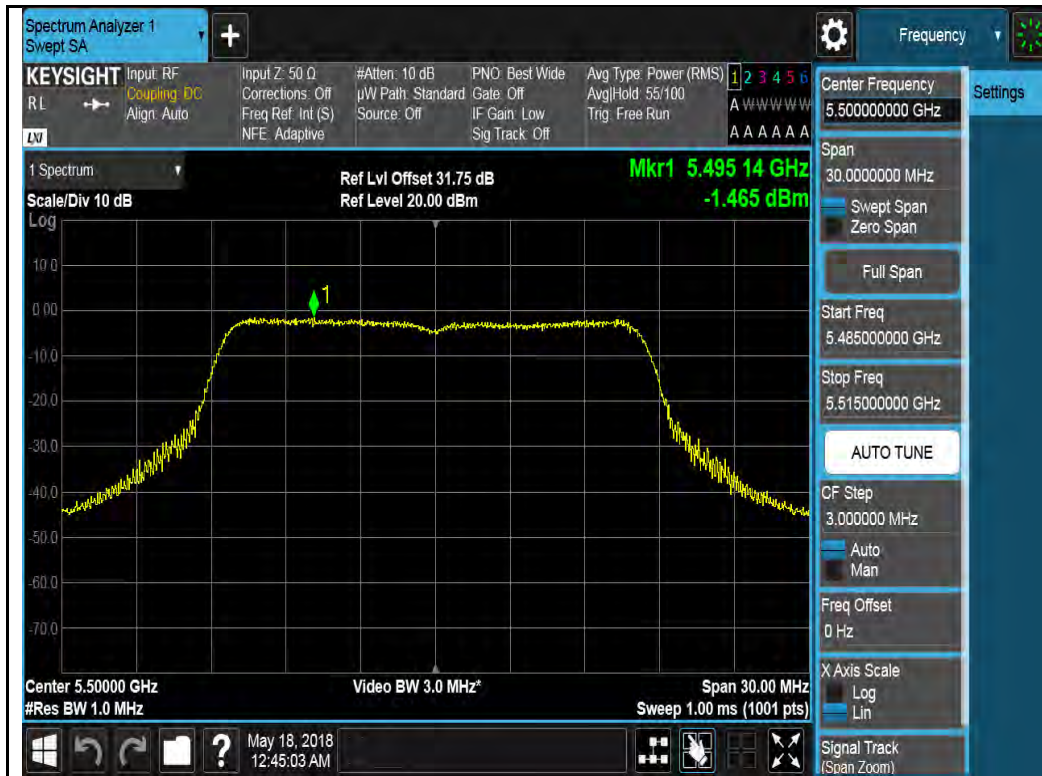 Spectrum Analyzer 1
Swept SA
+
Frequency
KEYSIGHT
RL
LXI
Input: RF
Coupling: DC
Align: Auto
Input Z: 50 Ω
Corrections: Off
Freq Ref: Int (S)
NFE: Adaptive
#Atten: 10 dB
µW Path: Standard
Source: Off
PNO: Best Wide
Gate: Off
IF Gain: Low
Sig Track: Off
Avg Type: Power (RMS)
Avg|Hold: 55/100
Trig: Free Run
1 2 3 4 5 6
A W W W W W
A A A A A A
1 Spectrum
Scale/Div 10 dB
Log
Ref Lvl Offset 31.75 dB
Ref Level 20.00 dBm
Mkr1 5.495 14 GHz
-1.465 dBm
10.0
0.00
-10.0
-20.0
-30.0
-40.0
-50.0
-60.0
-70.0
1
Center 5.50000 GHz
#Res BW 1.0 MHz
Video BW 3.0 MHz*
Span 30.00 MHz
Sweep 1.00 ms (1001 pts)
?
May 18, 2018
12:45:03 AM
Center Frequency
5.500000000 GHz
Span
30.0000000 MHz
Swept Span
Zero Span
Full Span
Start Freq
5.485000000 GHz
Stop Freq
5.515000000 GHz
AUTO TUNE
CF Step
3.000000 MHz
Auto
Man
Freq Offset
0 Hz
X Axis Scale
Log
Lin
Signal Track
(Span Zoom)
Settings